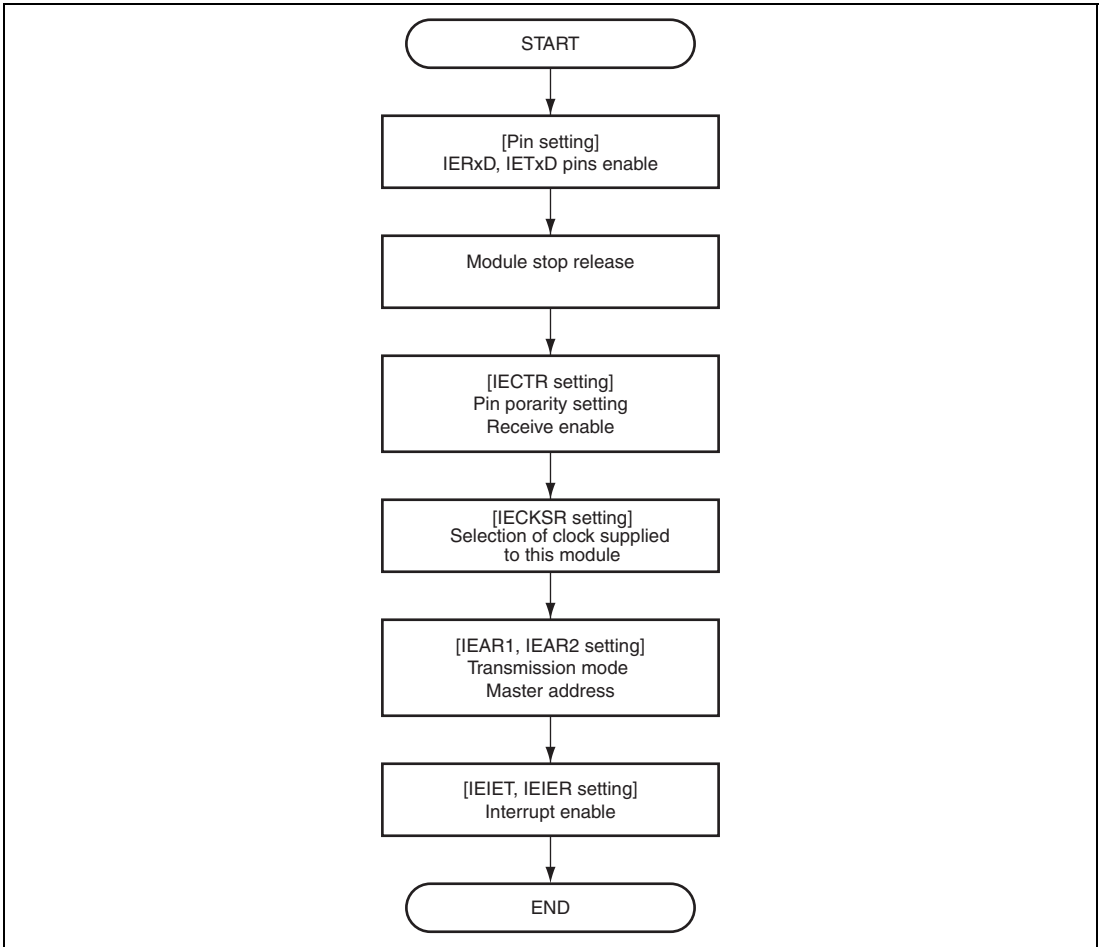 START
[Pin setting]
IERxD, IETxD pins enable
Module stop release
[IECTR setting]
Pin porarity setting
Receive enable
[IECKSR setting]
Selection of clock supplied
to this module
[IEAR1, IEAR2 setting]
Transmission mode
Master address
[IEIET, IEIER setting]
Interrupt enable
END